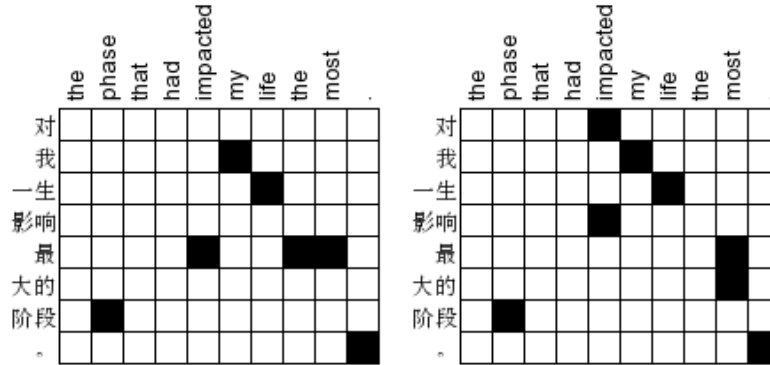 the phase that had impacted my life the most .
the phase that had impacted my life the most .
对
我
一生
影响
最
大的
阶段
。
对
我
一生
影响
最
大的
阶段
。